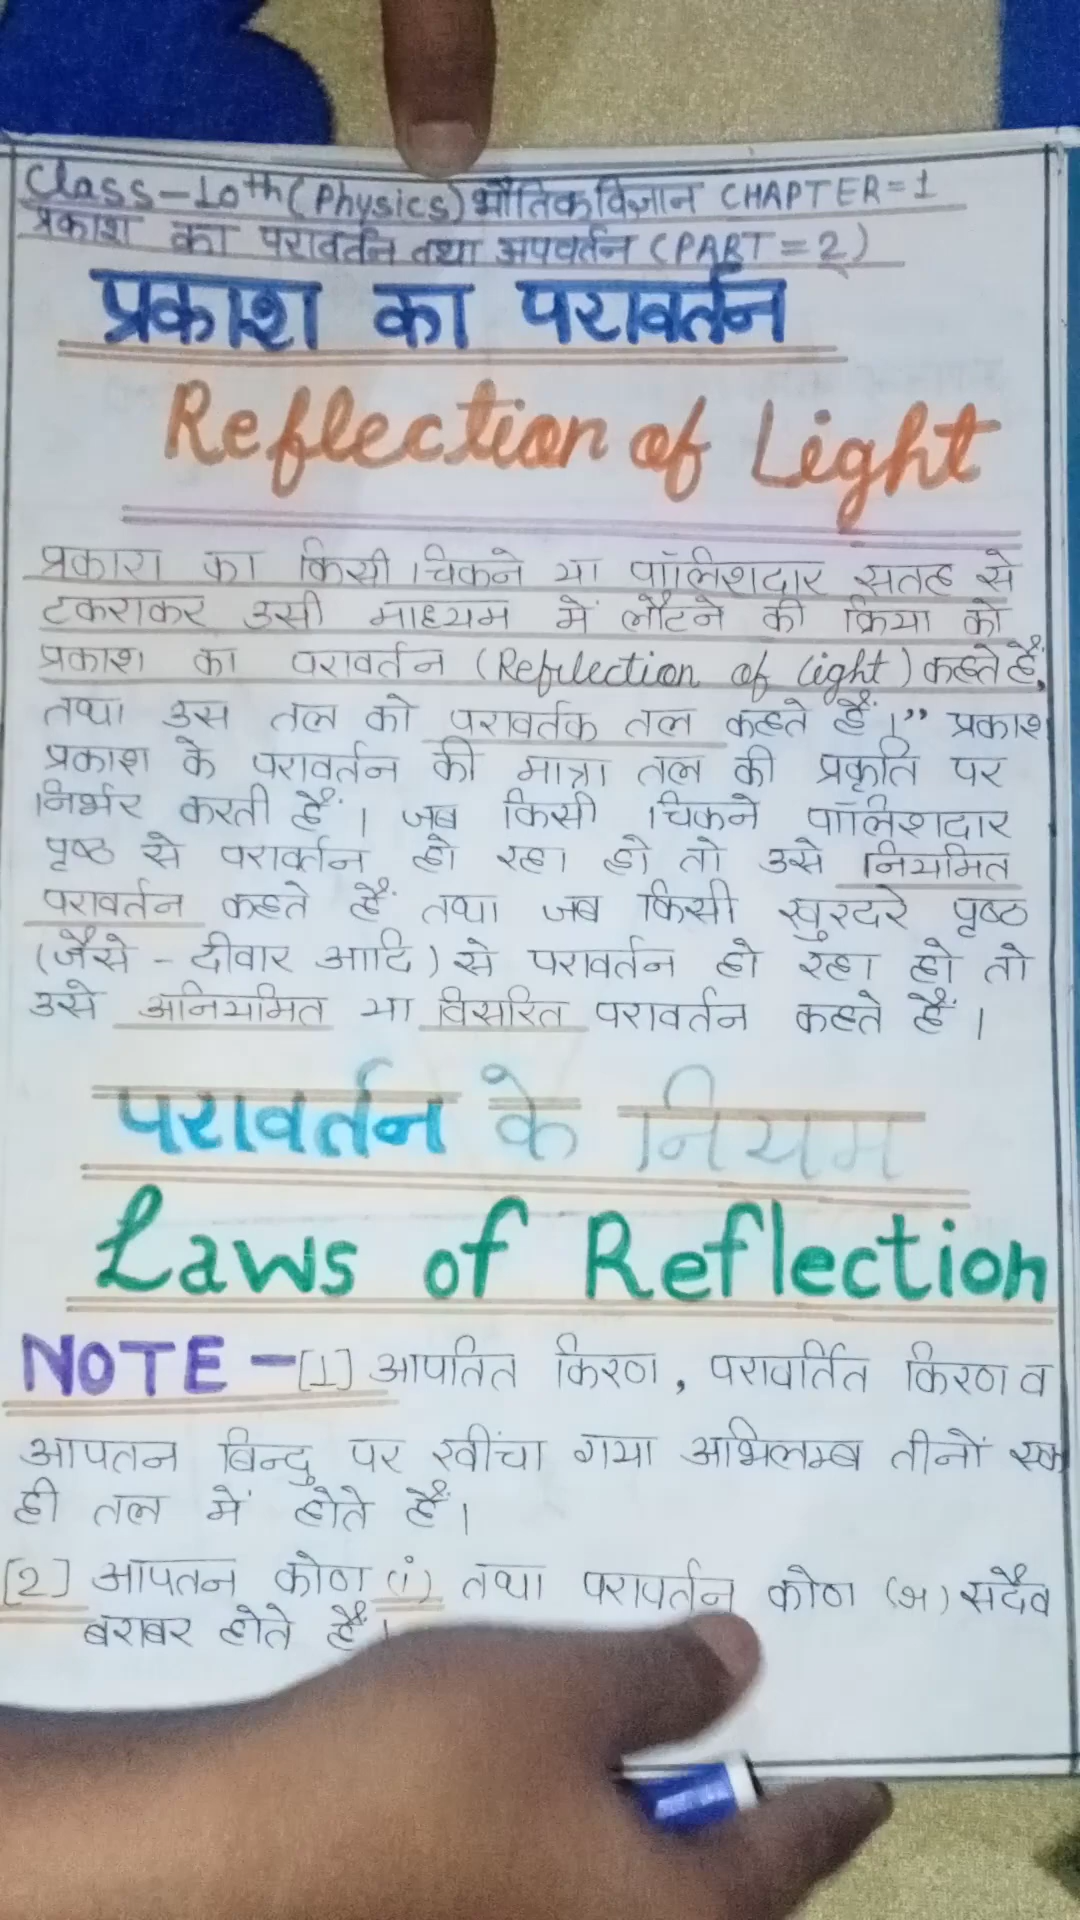 Class-10th (Physics) भौतिक विज्ञान CHAPTER=1
प्रकाश का परावर्तन तथा अपवर्तन (PART=2)
प्रकाश का परावर्तन
Reflection of Light
प्रकाश का किसी चिकने या पॉलिशदार सतह से
टकराकर उसी माध्यम में लौटने की क्रिया को
प्रकाश का परावर्तन (Refilection of light) कहते हैं,
तथा उस तल को परावर्तक तल कहते हैं।” प्रकाश
प्रकाश के परावर्तन की मात्रा तल की प्रकृति पर
निर्भर करती हैं। जब किसी चिकने पॉलिशदार
पृष्ठ से परावर्तन हो रहा हो तो उसे नियमित
परावर्तन कहते हैं तथा जब किसी खुरदरे पृष्ठ
(जैसे - दीवार आदि) से परावर्तन हो रहा हो तो
उसे अनियमित या विसरित परावर्तन कहते हैं।
परावर्तन के नियम
Laws of Reflection
NOTE - [1] आपतित किरण, परावर्तित किरण व
आपतन बिन्दु पर खींचा गया अभिलम्ब तीनों एक
ही तल में होते हैं।
[2] आपतन कोण (i) तथा परापर्तन कोण (अ) सदैव
बराबर होते हैं।